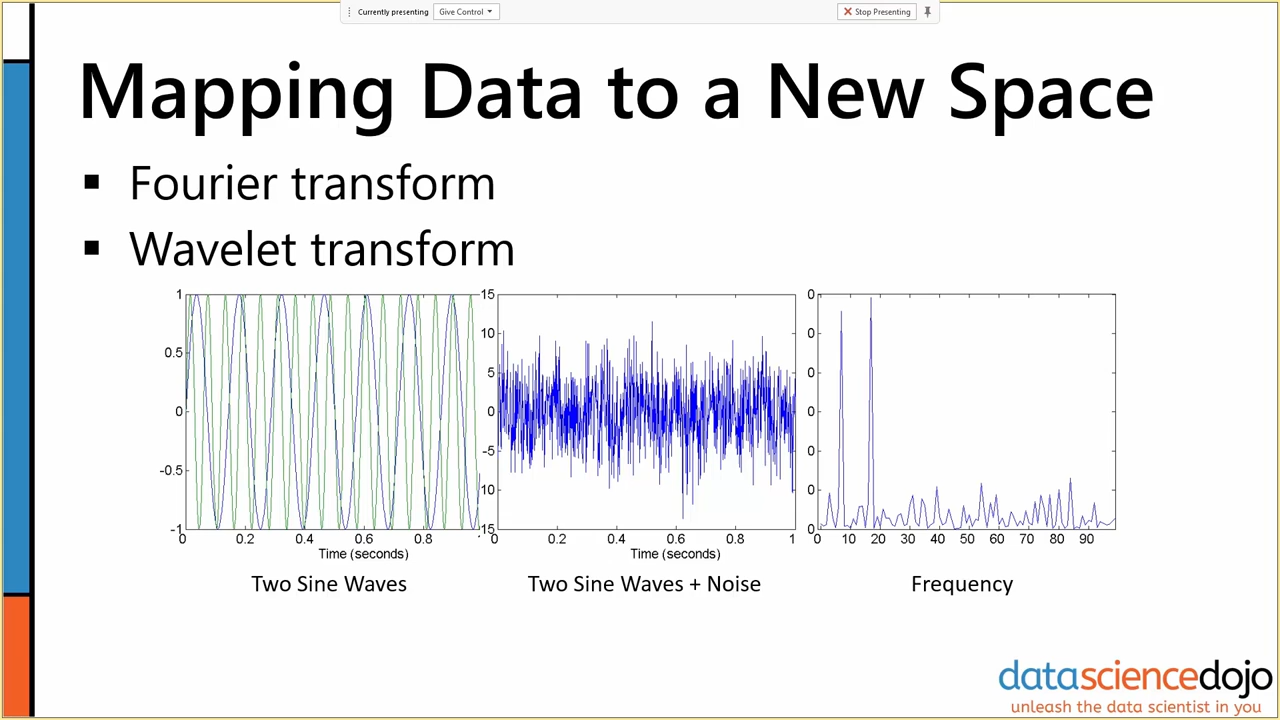 Currently presenting Give Control Stop Presenting
Mapping Data to a New Space
▪ Fourier transform
▪ Wavelet transform
1
0.5
0
-0.5
-1
0 0.2 0.4 0.6 0.8
Time (seconds)
Two Sine Waves
15
10
5
0
-5
10
15
0 0.2 0.4 0.6 0.8 1
Time (seconds)
Two Sine Waves + Noise
0
0
0
0
0
0
0
0 10 20 30 40 50 60 70 80 90
Frequency
datasciencedojo
unleash the data scientist in you